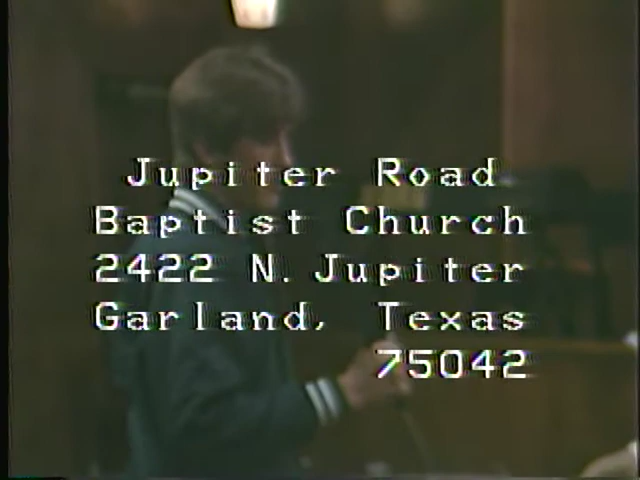 Jupiter Road
Baptist Church
2422 N. Jupiter
Garland, Texas
75042